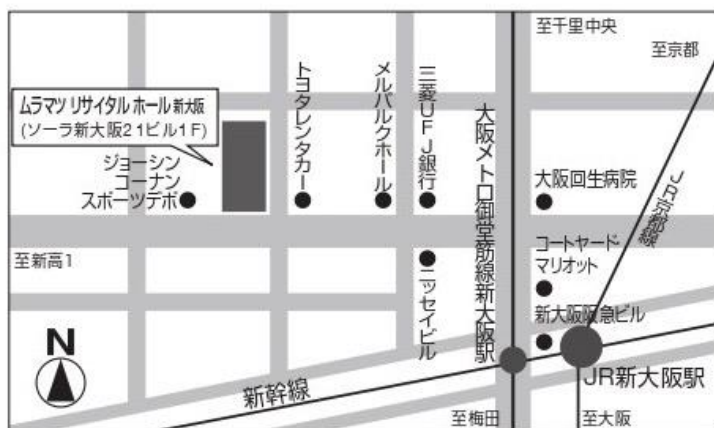 至千里中央
至京都
ムラマツ リサイタル ホール 新大阪
(ソーラ新大阪21ビル1F)
ジョーシン
コーナン
スポーツデポ
トヨタレンタカー
メルパルクホール
三菱UFJ銀行
大阪メトロ御堂筋線新大阪駅
大阪回生病院
JR京都線
至新高1
コートヤード
マリオット
ニッセイビル
新大阪阪急ビル
N
JR新大阪駅
新幹線
至梅田
至大阪